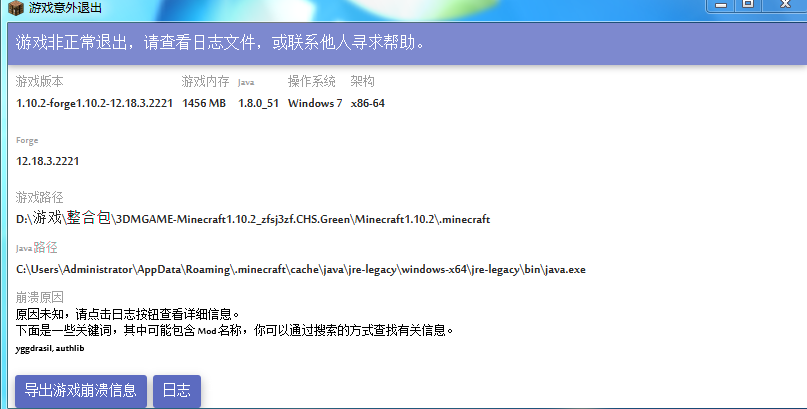 游戏意外退出
游戏非正常退出，请查看日志文件，或联系他人寻求帮助。
游戏版本 游戏内存 Java 操作系统 架构
1.10.2-forge1.10.2-12.18.3.2221 1456 MB 1.8.0_51 Windows 7 x86-64
Forge
12.18.3.2221
游戏路径
D:\游戏\整合包\3DMGAME-Minecraft1.10.2_zfsj3zf.CHS.Green\Minecraft1.10.2\.minecraft
Java 路径
C:\Users\Administrator\AppData\Roaming\.minecraft\cache\java\jre-legacy\windows-x64\jre-legacy\bin\java.exe
崩溃原因
原因未知，请点击日志按钮查看详细信息。
下面是一些关键词，其中可能包含 Mod 名称，你可以通过搜索的方式查找有关信息。
yggdrasil, authlib
导出游戏崩溃信息 日志